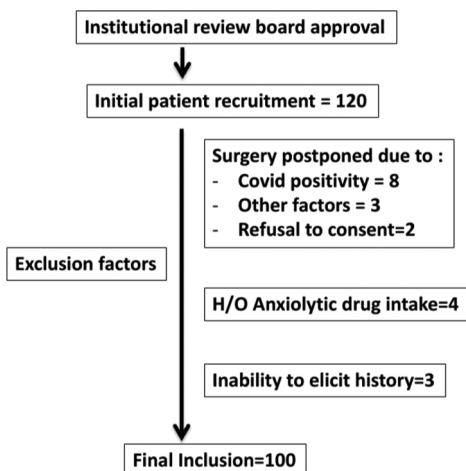 Institutional review board approval
Initial patient recruitment = 120
Surgery postponed due to :
- Covid positivity = 8
- Other factors = 3
- Refusal to consent=2
Exclusion factors
H/O Anxiolytic drug intake=4
Inability to elicit history=3
Final Inclusion=100